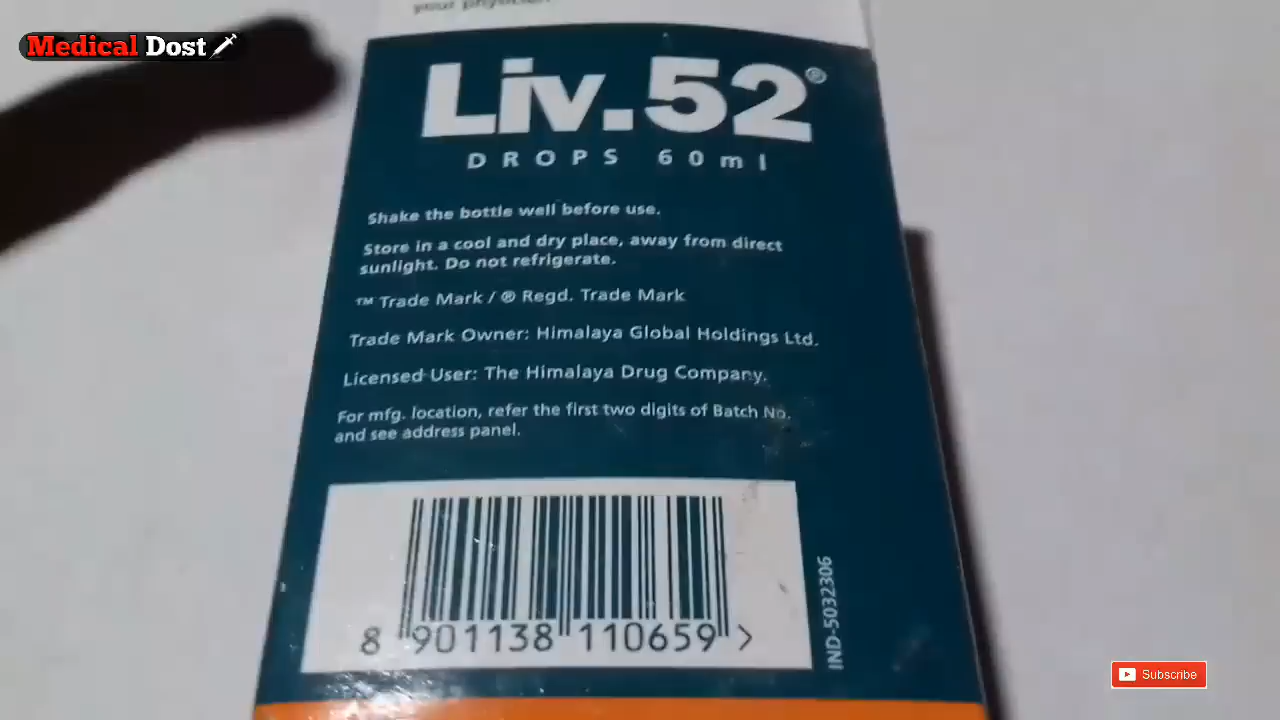 your physician.
Medical Dost
Liv.52®
DROPS 60ml
Shake the bottle well before use.
Store in a cool and dry place, away from direct
sunlight. Do not refrigerate.
™ Trade Mark / ® Regd. Trade Mark
Trade Mark Owner: Himalaya Global Holdings Ltd.
Licensed User: The Himalaya Drug Company.
For mfg. location, refer the first two digits of Batch No.
and see address panel.
8 901138 110659 >
IND-5032306
Subscribe